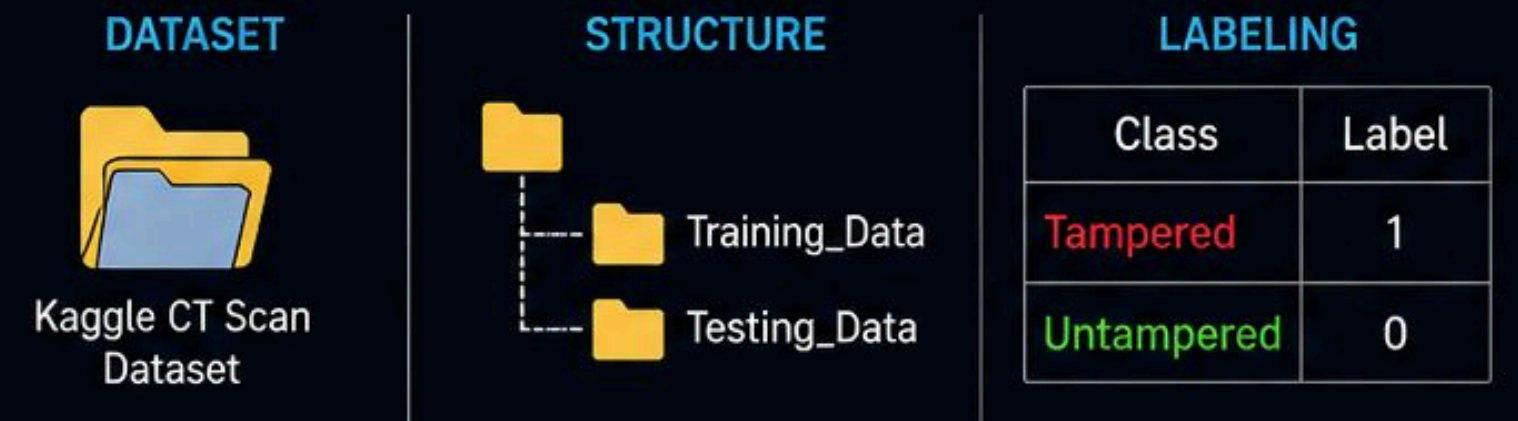 DATASET
Kaggle CT Scan
Dataset
STRUCTURE
Training_Data
Testing_Data
LABELING
Class Label
Tampered 1
Untampered 0